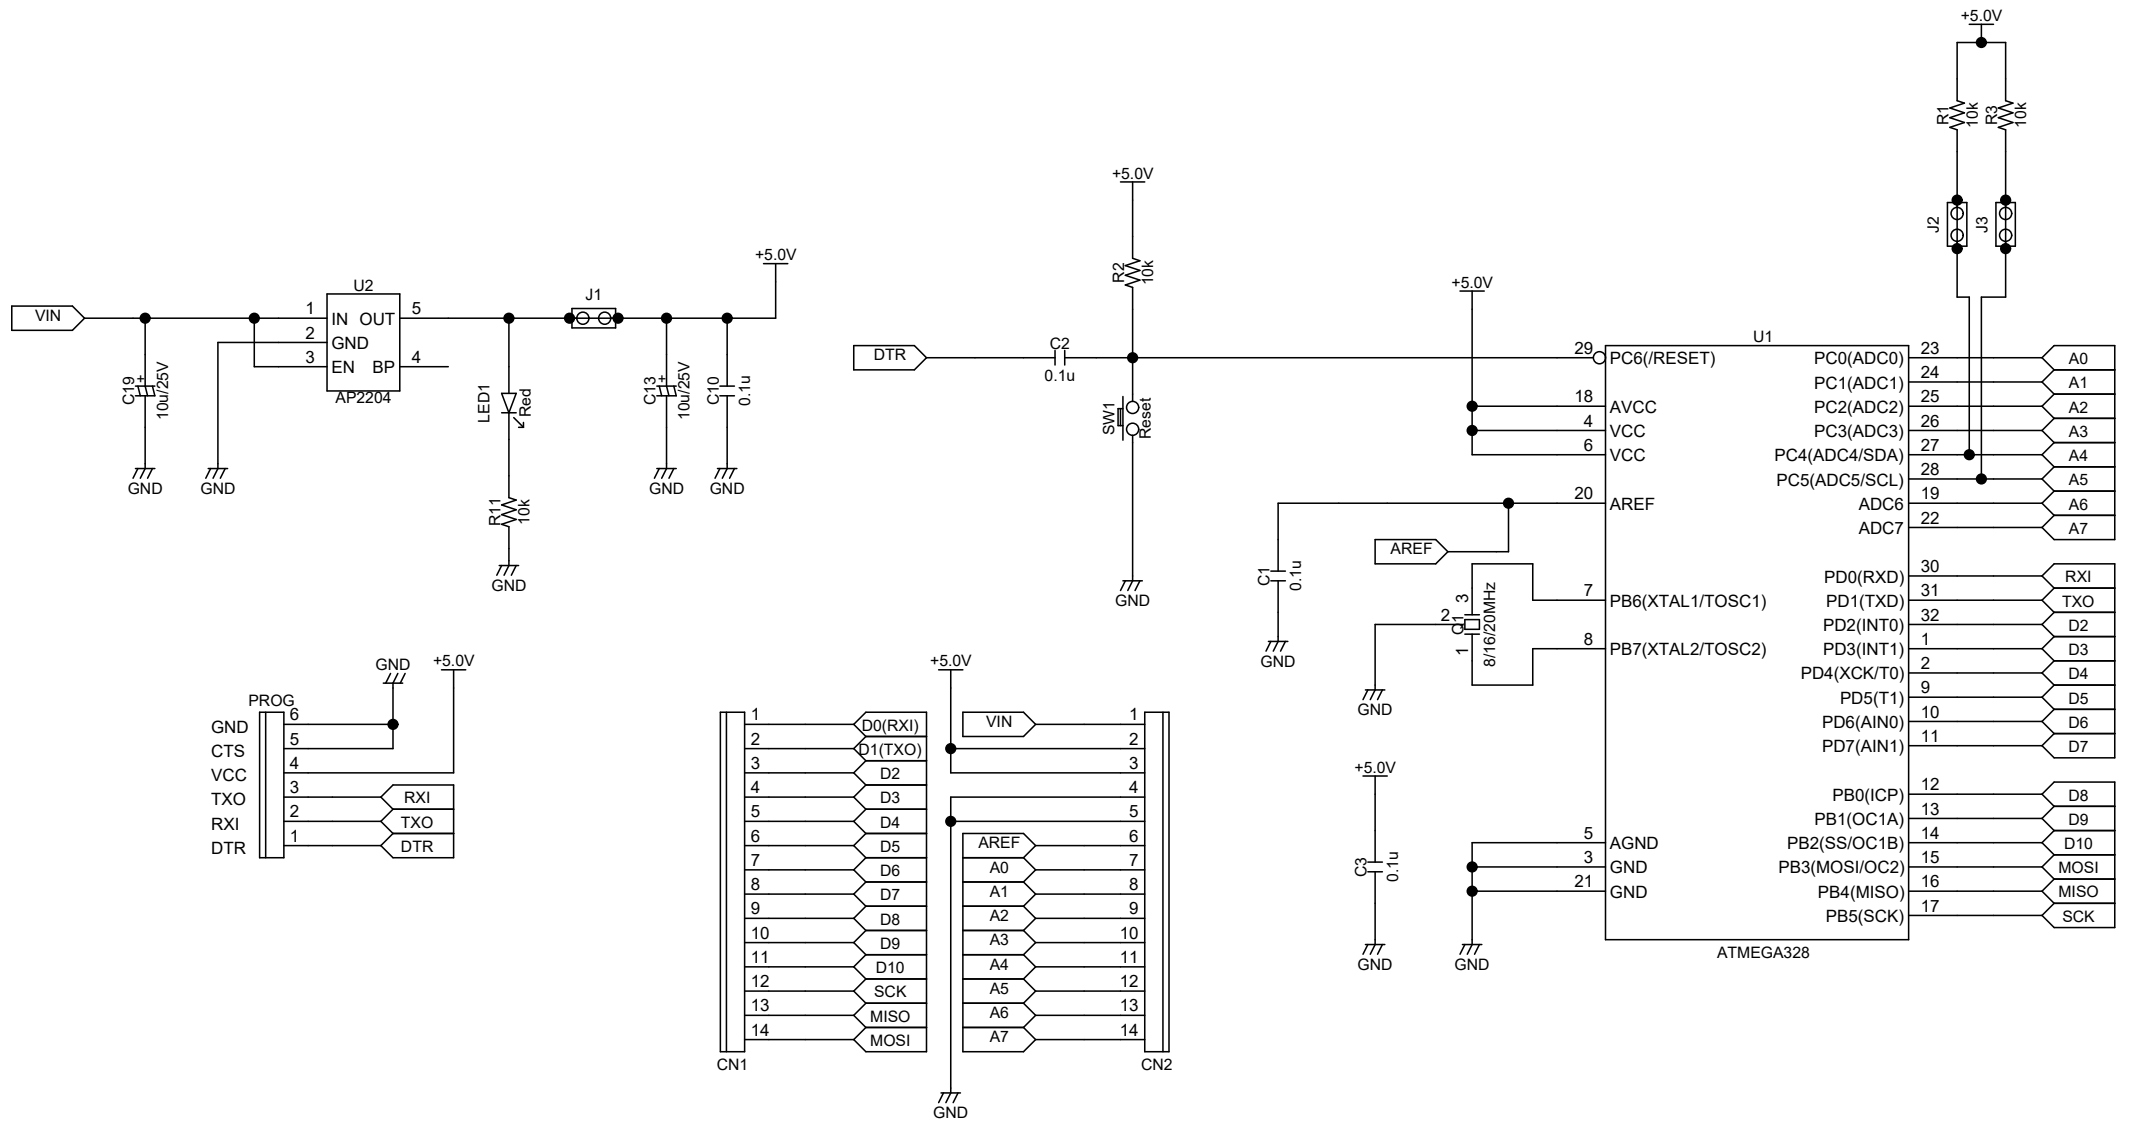 +5.0V
R1
10k
R3
10k
J2
J3
+5.0V
R2
10k
DTR
C2
0.1u
SW1
Reset
GND
VIN
U2
1
IN
OUT
5
2
GND
3
EN
BP
4
AP2204
C19
+
10u/25V
GND
GND
LED1
Red
R11
10k
GND
J1
C13
+
10u/25V
GND
C10
0.1u
GND
+5.0V
+5.0V
U1
29
PC6(/RESET)
18
AVCC
4
VCC
6
VCC
20
AREF
AREF
C1
0.1u
GND
7
PB6(XTAL1/TOSC1)
8
PB7(XTAL2/TOSC2)
3
2
Q1
1
8/16/20MHz
GND
5
AGND
3
GND
21
GND
GND
+5.0V
C3
0.1u
GND
PC0(ADC0) 23 A0
PC1(ADC1) 24 A1
PC2(ADC2) 25 A2
PC3(ADC3) 26 A3
PC4(ADC4/SDA) 27 A4
PC5(ADC5/SCL) 28 A5
ADC6 19 A6
ADC7 22 A7
PD0(RXD) 30 RXI
PD1(TXD) 31 TXO
PD2(INT0) 32 D2
PD3(INT1) 1 D3
PD4(XCK/T0) 2 D4
PD5(T1) 9 D5
PD6(AIN0) 10 D6
PD7(AIN1) 11 D7
PB0(ICP) 12 D8
PB1(OC1A) 13 D9
PB2(SS/OC1B) 14 D10
PB3(MOSI/OC2) 15 MOSI
PB4(MISO) 16 MISO
PB5(SCK) 17 SCK
ATMEGA328
GND
+5.0V
PROG
GND 6
CTS 5
VCC 4
TXO 3 RXI
RXI 2 TXO
DTR 1 DTR
+5.0V
1 D0(RXI)
2 D1(TXO)
3 D2
4 D3
5 D4
6 D5
7 D6
8 D7
9 D8
10 D9
11 D10
12 SCK
13 MISO
14 MOSI
CN1
VIN 1
2
3
4
5
AREF 6
A0 7
A1 8
A2 9
A3 10
A4 11
A5 12
A6 13
A7 14
CN2
GND